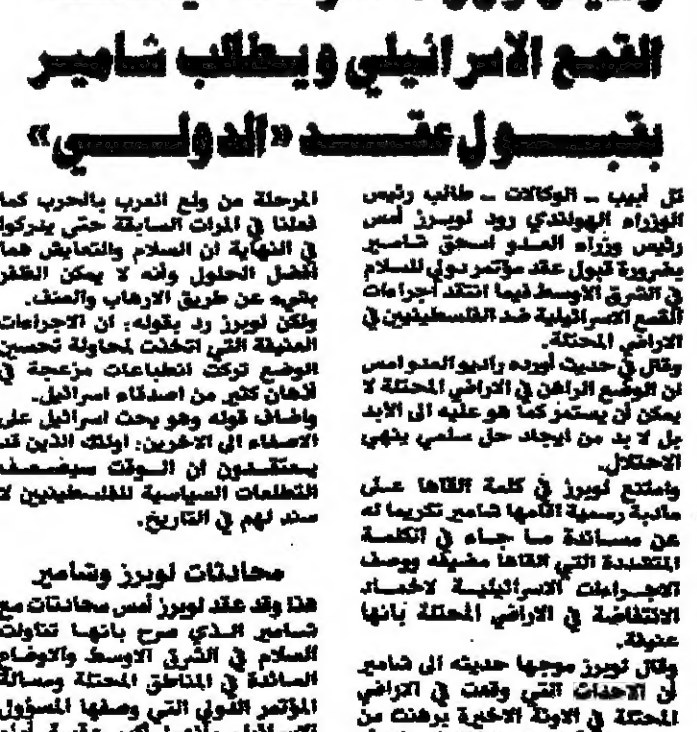 القمع الاسرائيلي ويطالب شامير
بقبول عقد «الدولي»
تل أبيب ـ الوكالات ـ طالب رئيس
الوزراء الهولندي رود لوبرز أمس
رئيس وزراء العدو اسحق شامير
بضرورة قبول عقد مؤتمر دولي للسلام
في الشرق الاوسط فيما انتقد اجراءات
القمع الاسرائيلية ضد الفلسطينيين في
الاراضي المحتلة.
وقال في حديث أورده راديو العدو امس
ان الوضع الراهن في الاراضي المحتلة لا
يمكن أن يستمر كما هو عليه الى الأبد
بل لا بد من ايجاد حل سلمي ينهي
الاحتلال.
وامتنع لوبرز في كلمة القاها على
مادبة رسمية اقامها شامير تكريما له
عن مساندة ما جاء في الكلمة
المتشددة التي القاها مضيفه ووصف
الاجراءات الاسرائيلية لاخماد
الانتفاضة في الاراضي المحتلة بانها
عنيفة.
وقال لوبرز موجها حديثه الى شامير
ان الاحداث التي وقعت في الاراضي
المحتلة في الاونة الاخيرة برهنت من
المرحلة من ولع العرب بالحرب كما
فعلنا في المرات السابقة حتى يدركوا
في النهاية ان السلام والتعايش هما
أفضل الحلول وأنه لا يمكن الظفر
بشيء عن طريق الارهاب والعنف.
ولكن لوبرز رد بقوله: ان الاجراءات
العنيفة التي اتخذت لمحاولة تحسين
الوضع تركت انطباعات مزعجة في
أذهان كثير من اصدقاء اسرائيل.
واضاف قوله وهو يحث اسرائيل على
الاصغاء الى الاخرين: اولئك الذين قد
يعتقدون ان الوقت سيضعف
التطلعات السياسية للفلسطينيين لا
سند لهم في التاريخ.
محادثات لوبرز وشامير
هذا وقد عقد لوبرز أمس محادثات مع
شامير الذي صرح بانها تناولت
السلام في الشرق الاوسط والاوضاع
السائدة في المناطق المحتلة ومسالة
المؤتمر الدولي التي وصفها المسؤول